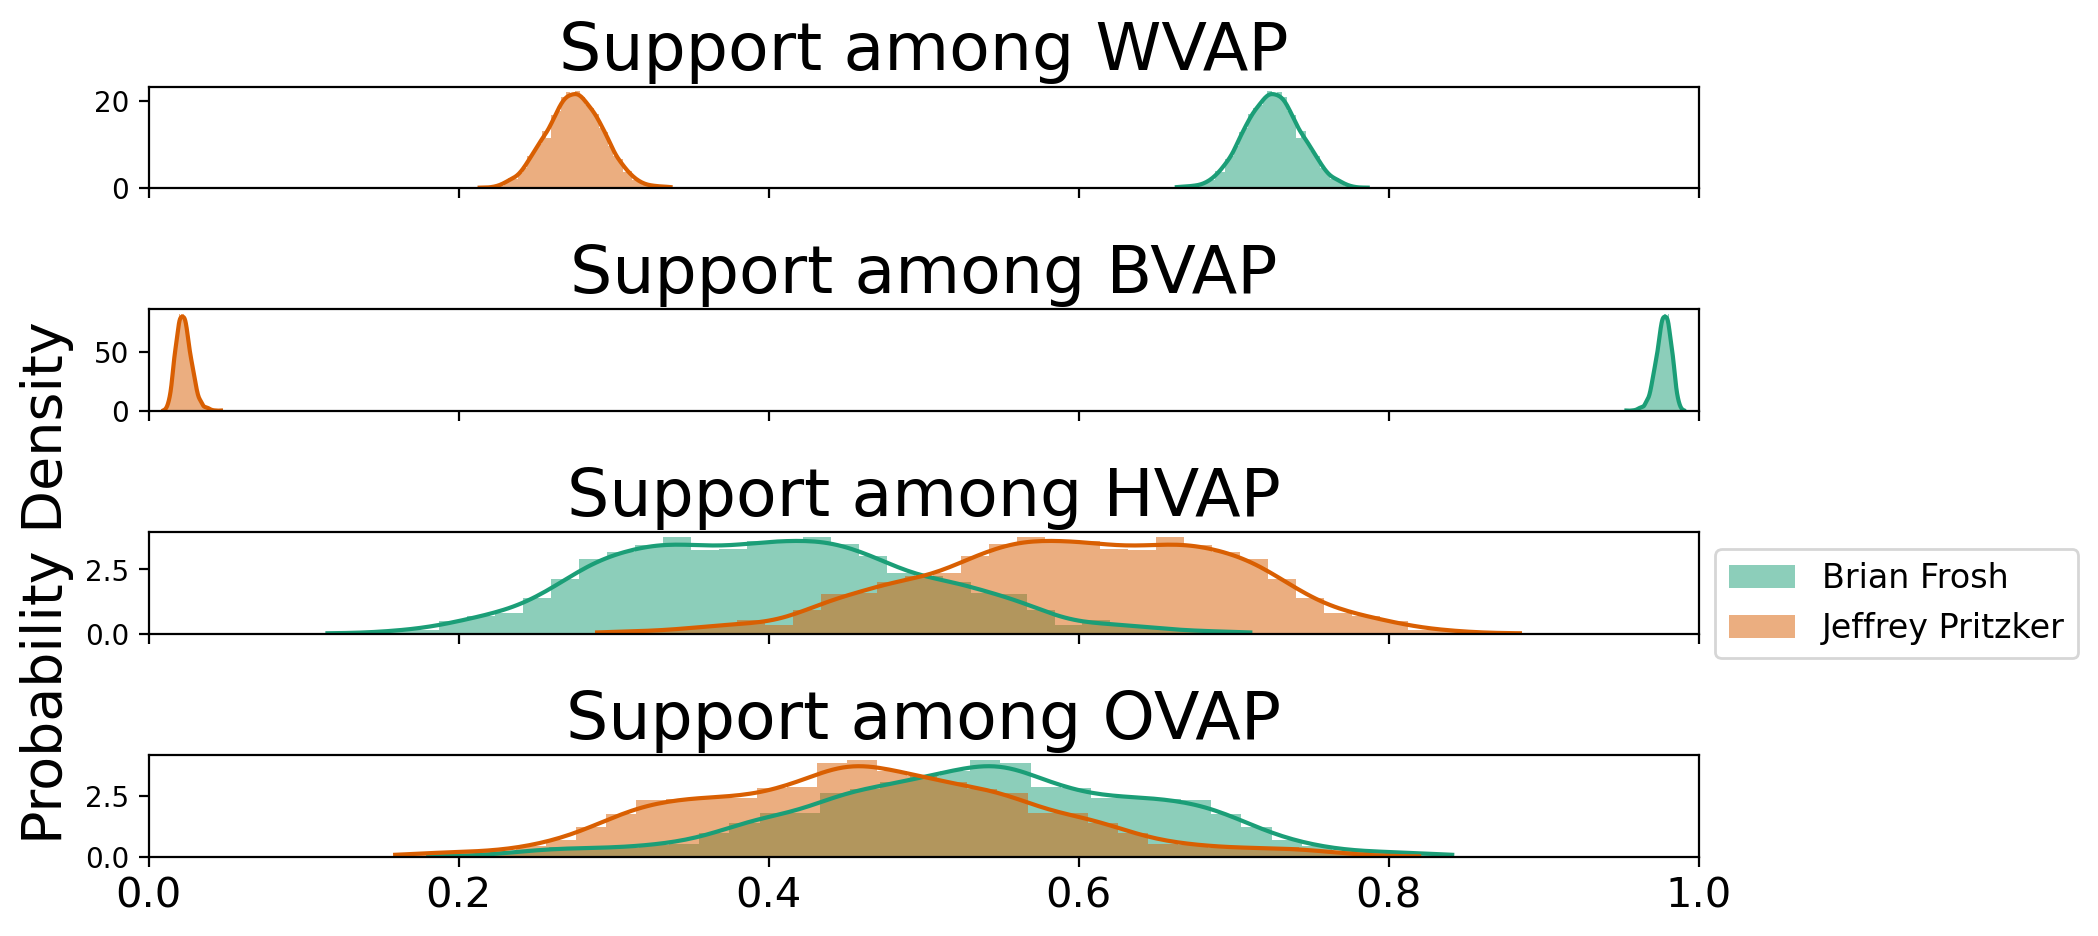 Support among WVAP
20
0
Support among BVAP
50
0
Support among HVAP
2.5
0.0
Brian Frosh
Jeffrey Pritzker
Support among OVAP
2.5
0.0
0.0 0.2 0.4 0.6 0.8 1.0
Probability Density